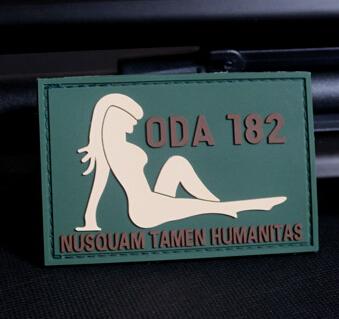 ODA 182
NUSQUAM TAMEN HUMANITAS